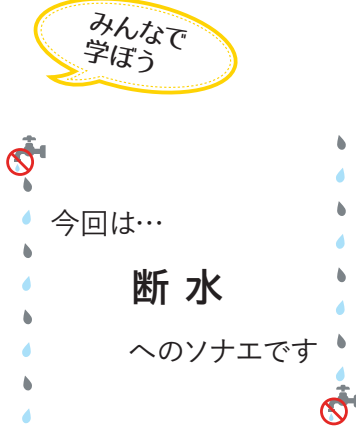 みんなで
学ぼう
今回は…
断水
へのソナエです